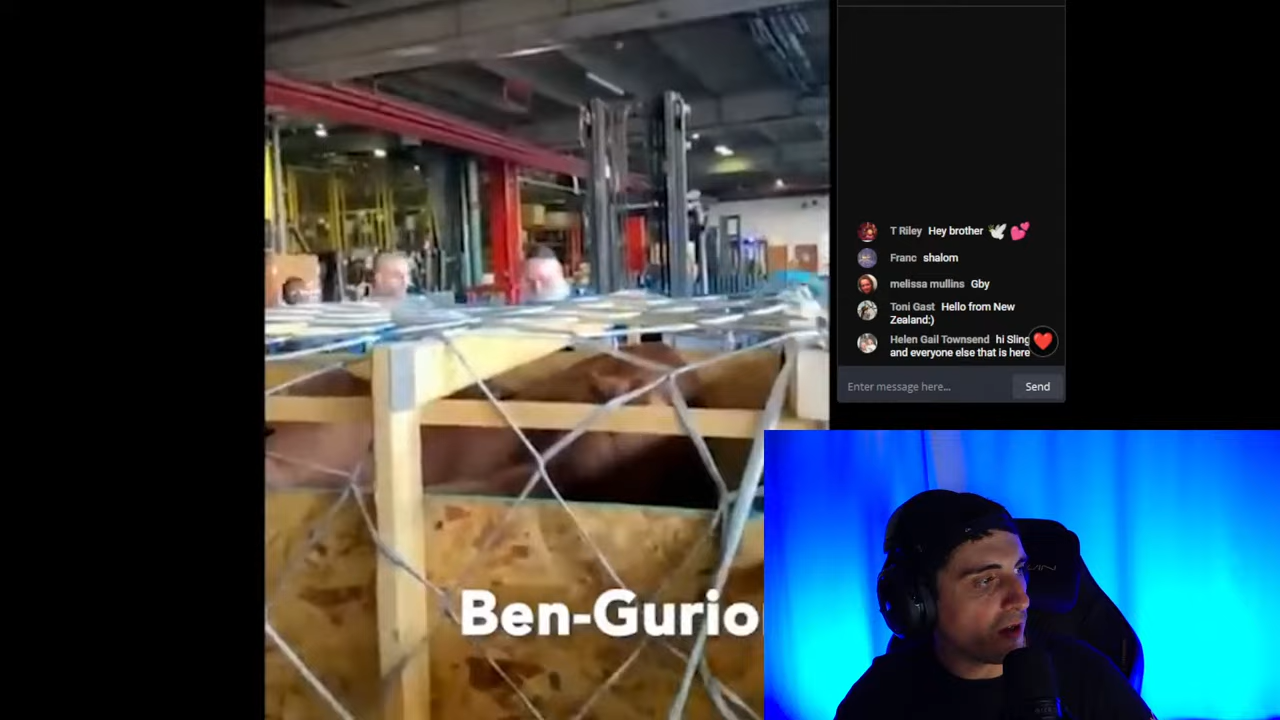 T Riley Hey brother 🕊️ 💕
Franc shalom
melissa mullins Gby
Toni Gast Hello from New
Zealand:)
Helen Gail Townsend hi Sling
and everyone else that is here
Enter message here...
Send
Ben-Gurio